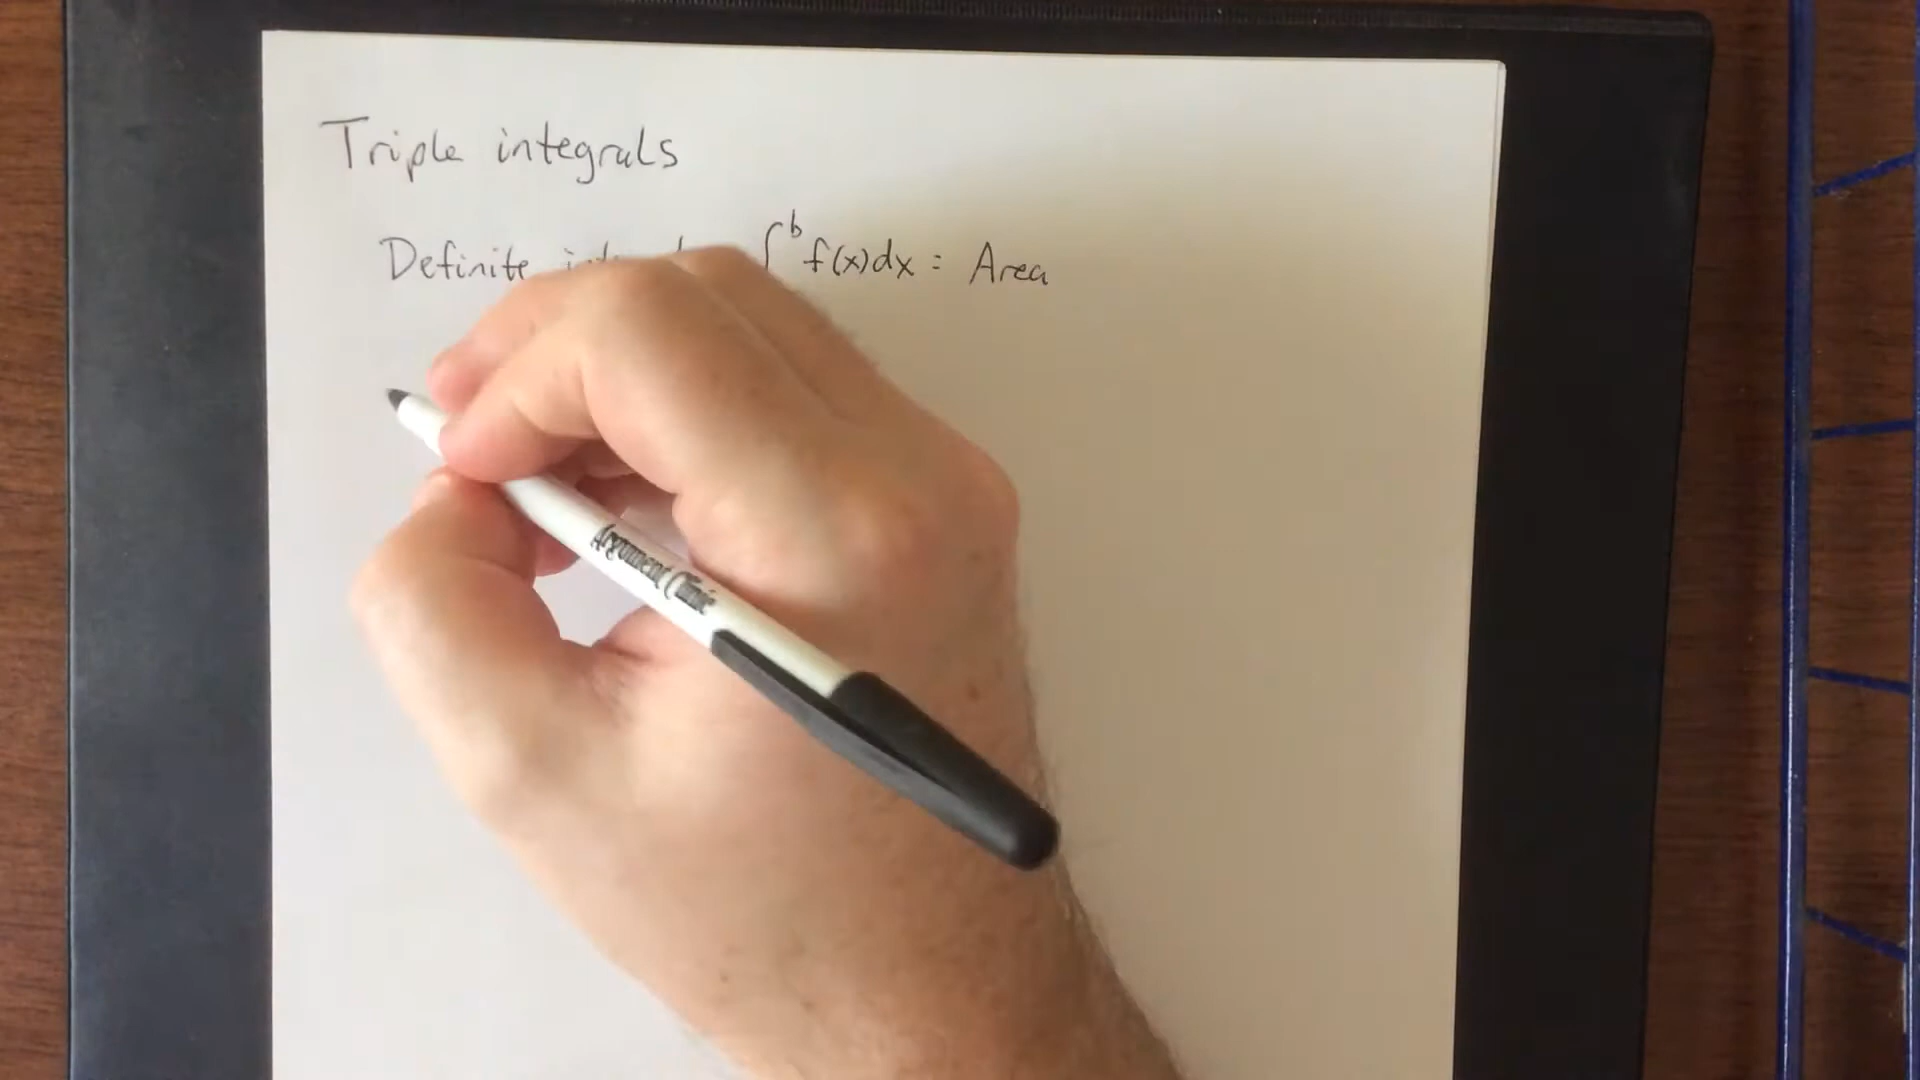 Triple integrals
Definite ∫ b f(x)dx = Area
Argument Clinic